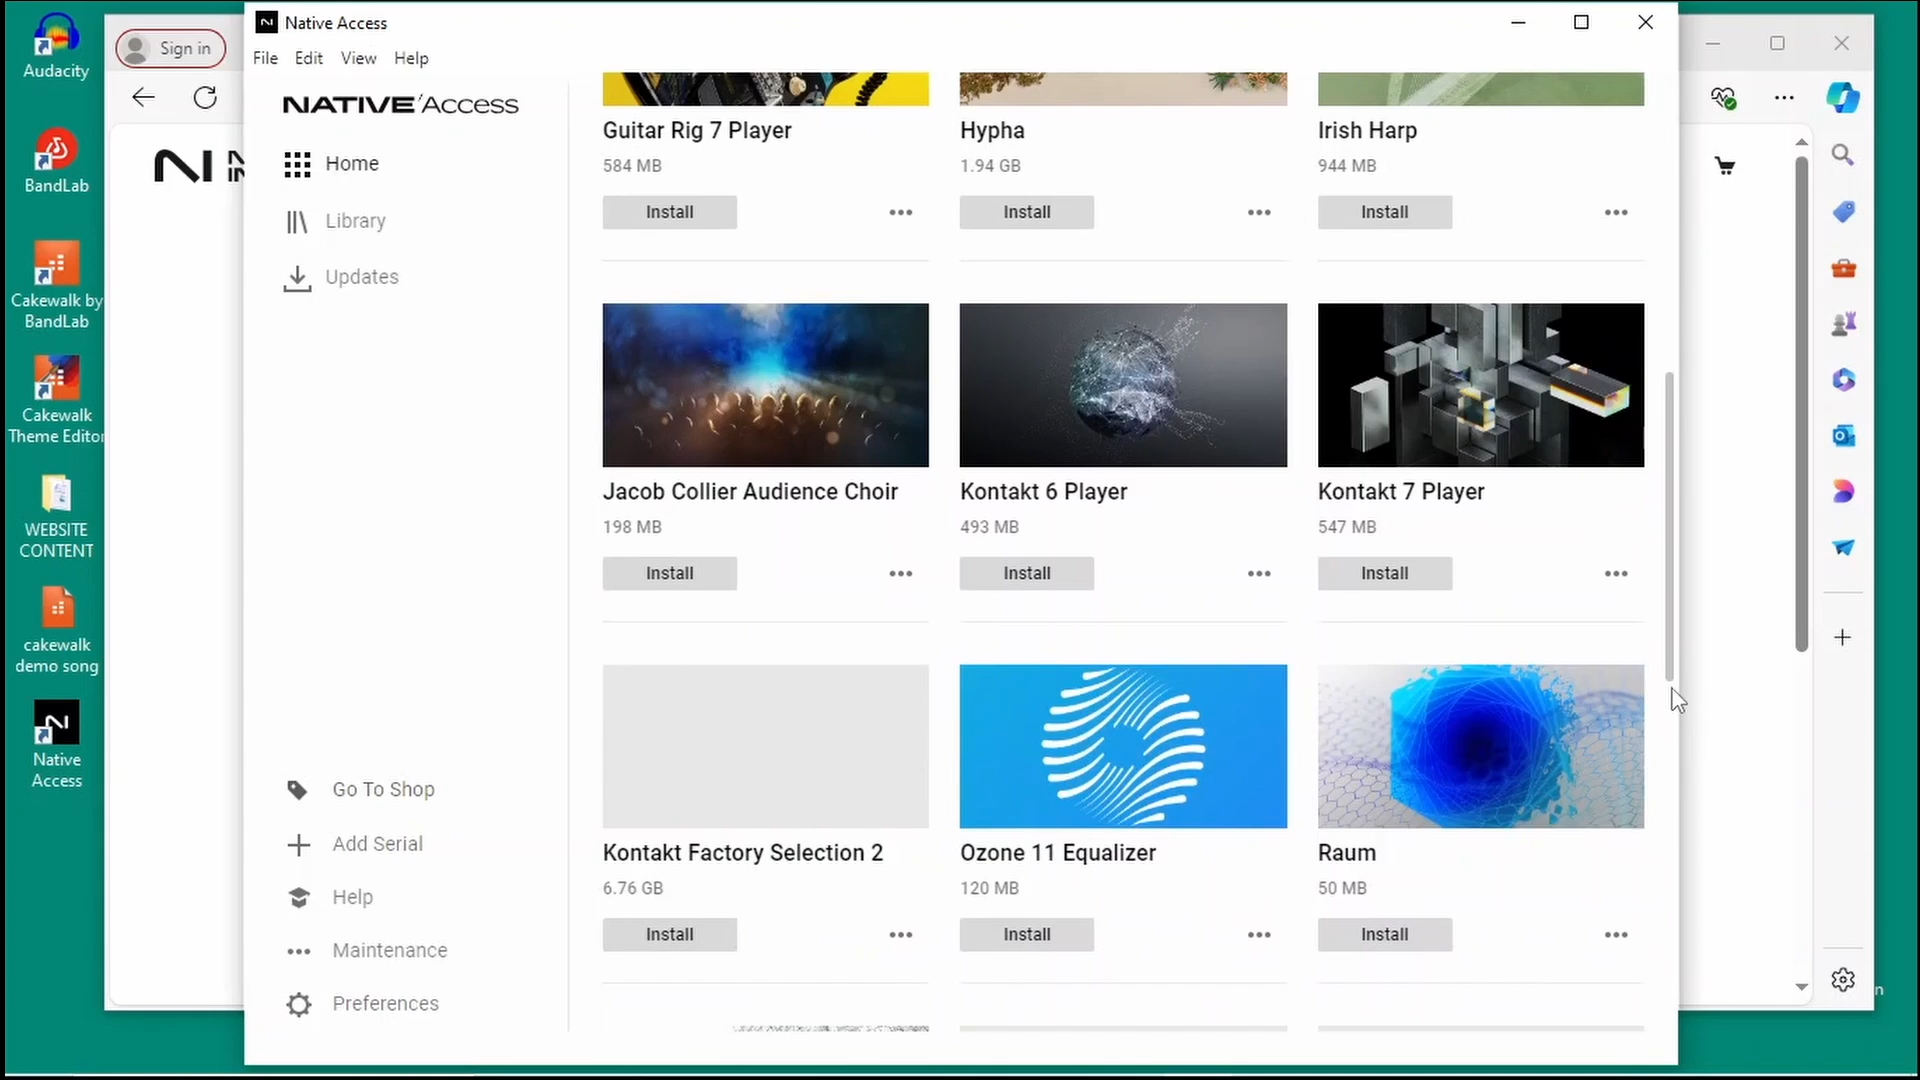 Audacity
BandLab
Cakewalk by
BandLab
Cakewalk
Theme Editor
WEBSITE
CONTENT
cakewalk
demo song
Native
Access
Sign in
Native Access
File Edit View Help
NATIVE Access
Home
Library
Updates
Go To Shop
Add Serial
Help
Maintenance
Preferences
Guitar Rig 7 Player
584 MB
Install
Hypha
1.94 GB
Install
Irish Harp
944 MB
Install
Jacob Collier Audience Choir
198 MB
Install
Kontakt 6 Player
493 MB
Install
Kontakt 7 Player
547 MB
Install
Kontakt Factory Selection 2
6.76 GB
Install
Ozone 11 Equalizer
120 MB
Install
Raum
50 MB
Install